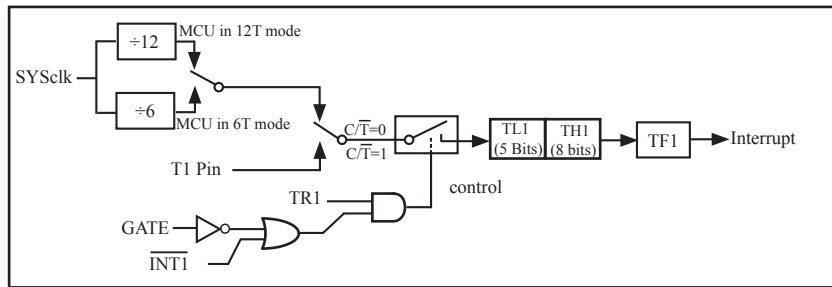 MCU in 12T mode
÷12
SYSclk
÷6
MCU in 6T mode
C/T̅=0
C/T̅=1
T1 Pin
TL1
(5 Bits)
TH1
(8 bits)
TF1
Interrupt
control
TR1
GATE
I̅N̅T̅1̅